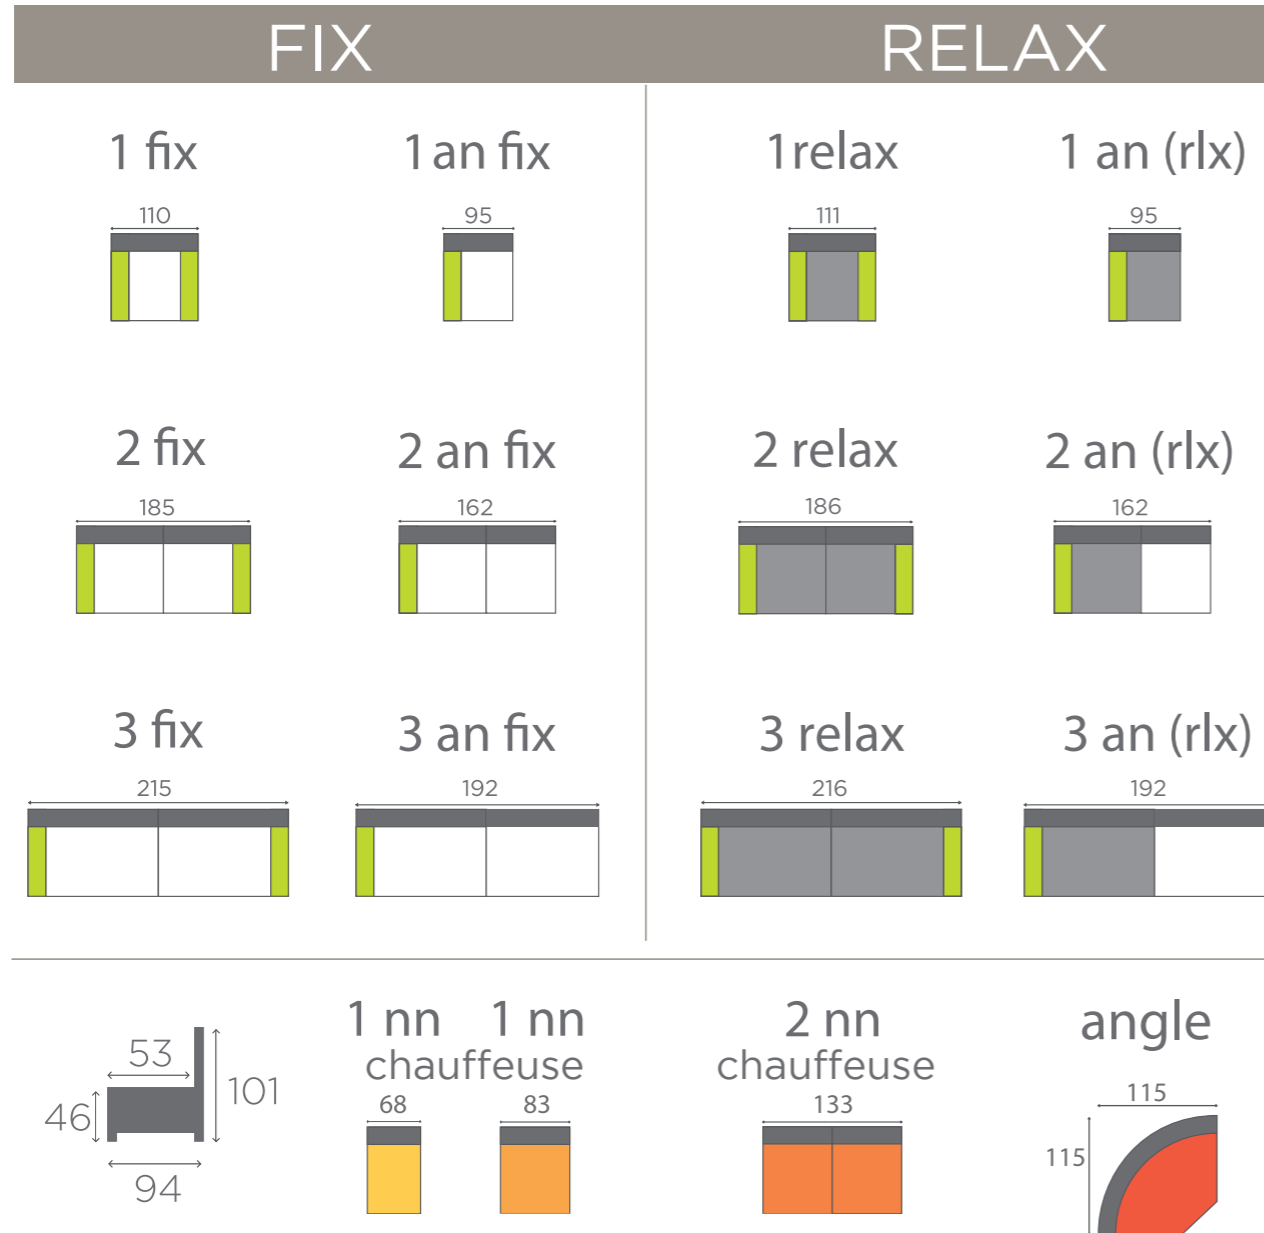 FIX RELAX
1 fix 1 an fix 1 relax 1 an (rlx)
110 95 111 95
2 fix 2 an fix 2 relax 2 an (rlx)
185 162 186 162
3 fix 3 an fix 3 relax 3 an (rlx)
215 192 216 192
1 nn 1 nn 2 nn angle
chauffeuse chauffeuse
53 101 46 94
68 83 133 115
115